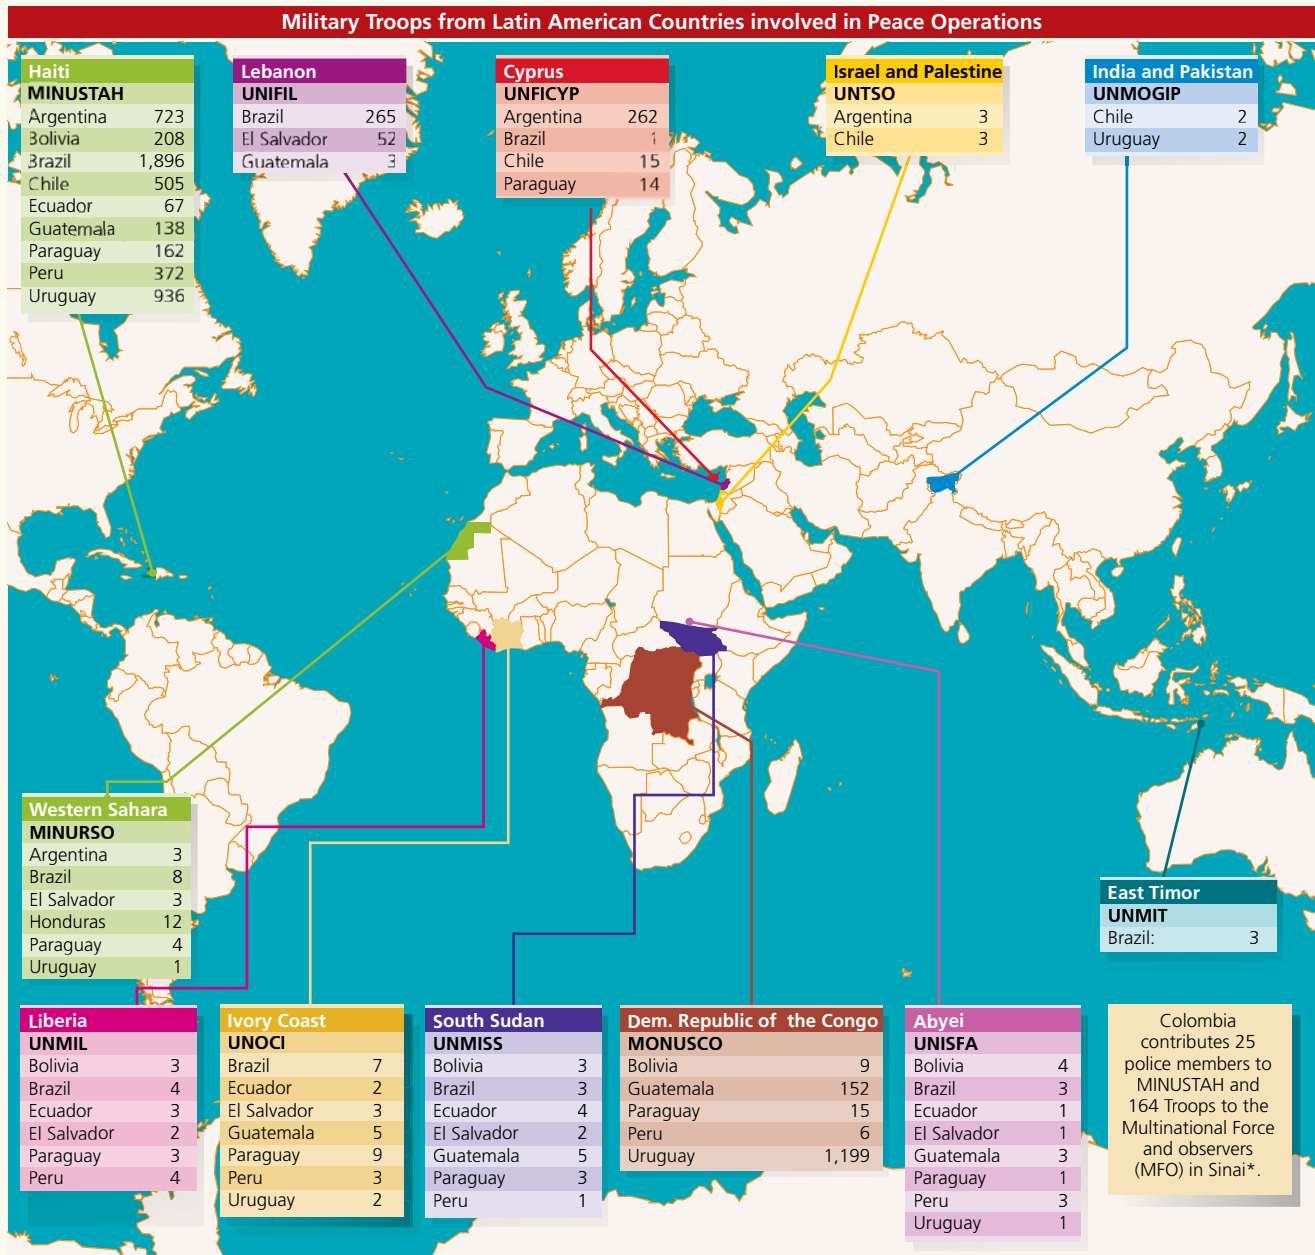 Military Troops from Latin American Countries involved in Peace Operations
Haiti
MINUSTAH
Argentina 723
Bolivia 208
Brazil 1,896
Chile 505
Ecuador 67
Guatemala 138
Paraguay 162
Peru 372
Uruguay 936
Lebanon
UNIFIL
Brazil 265
El Salvador 52
Guatemala 3
Cyprus
UNFICYP
Argentina 262
Brazil 1
Chile 15
Paraguay 14
Israel and Palestine
UNTSO
Argentina 3
Chile 3
India and Pakistan
UNMOGIP
Chile 2
Uruguay 2
Western Sahara
MINURSO
Argentina 3
Brazil 8
El Salvador 3
Honduras 12
Paraguay 4
Uruguay 1
East Timor
UNMIT
Brazil: 3
Liberia
UNMIL
Bolivia 3
Brazil 4
Ecuador 3
El Salvador 2
Paraguay 3
Peru 4
Ivory Coast
UNOCI
Brazil 7
Ecuador 2
El Salvador 3
Guatemala 5
Paraguay 9
Peru 3
Uruguay 2
South Sudan
UNMISS
Bolivia 3
Brazil 3
Ecuador 4
El Salvador 2
Guatemala 5
Paraguay 3
Peru 1
Dem. Republic of the Congo
MONUSCO
Bolivia 9
Guatemala 152
Paraguay 15
Peru 6
Uruguay 1,199
Abyei
UNISFA
Bolivia 4
Brazil 3
Ecuador 1
El Salvador 1
Guatemala 3
Paraguay 1
Peru 3
Uruguay 1
Colombia
contributes 25
police members to
MINUSTAH and
164 Troops to the
Multinational Force
and observers
(MFO) in Sinai*.